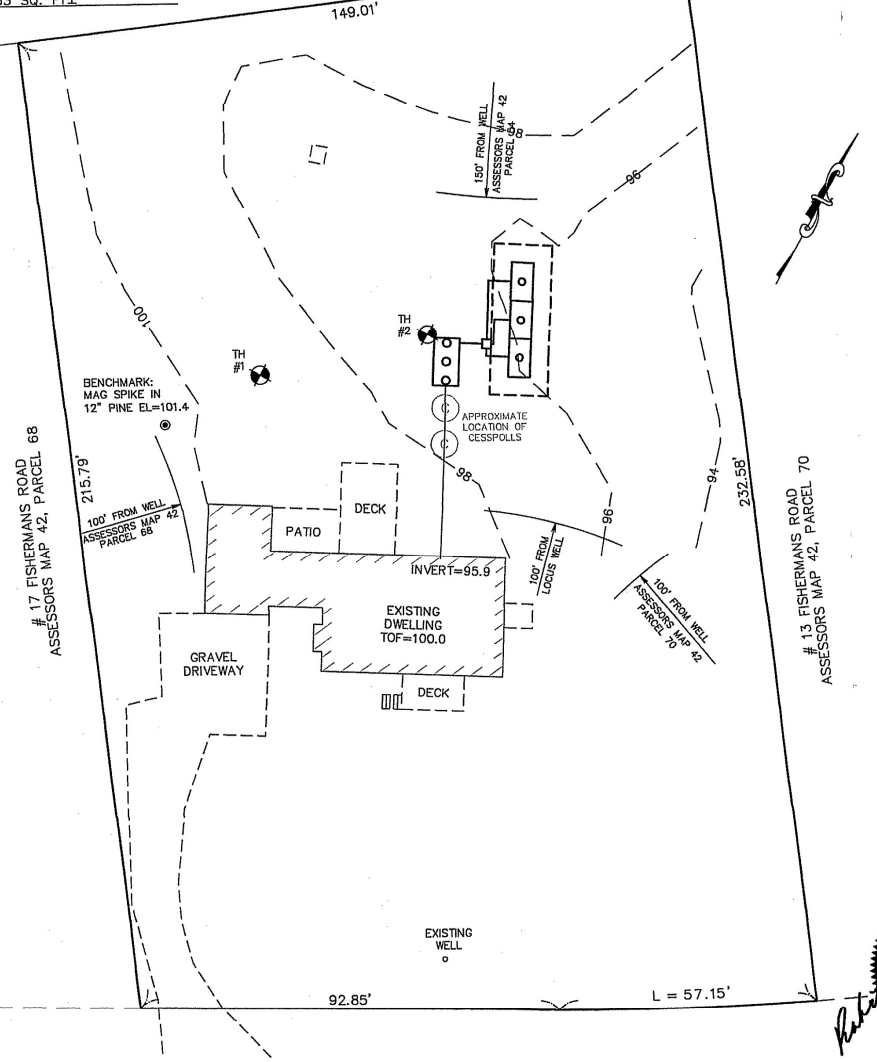 149.01'
150' FROM WELL
ASSESSORS MAP 42
PARCEL 54
98
96
100
TH
#2
TH
#1
BENCHMARK:
MAG SPIKE IN
12" PINE EL=101.4
C
C
APPROXIMATE
LOCATION OF
CESSPOLLS
# 17 FISHERMANS ROAD
ASSESSORS MAP 42, PARCEL 68
215.79'
100' FROM WELL
ASSESSORS MAP 42
PARCEL 68
98
96
94
232.58'
# 13 FISHERMANS ROAD
ASSESSORS MAP 42, PARCEL 70
DECK
PATIO
INVERT=95.9
100' FROM
LOCUS WELL
100' FROM WELL
ASSESSORS MAP 42
PARCEL 70
EXISTING
DWELLING
TOF=100.0
GRAVEL
DRIVEWAY
DECK
EXISTING
WELL
92.85'
L = 57.15'